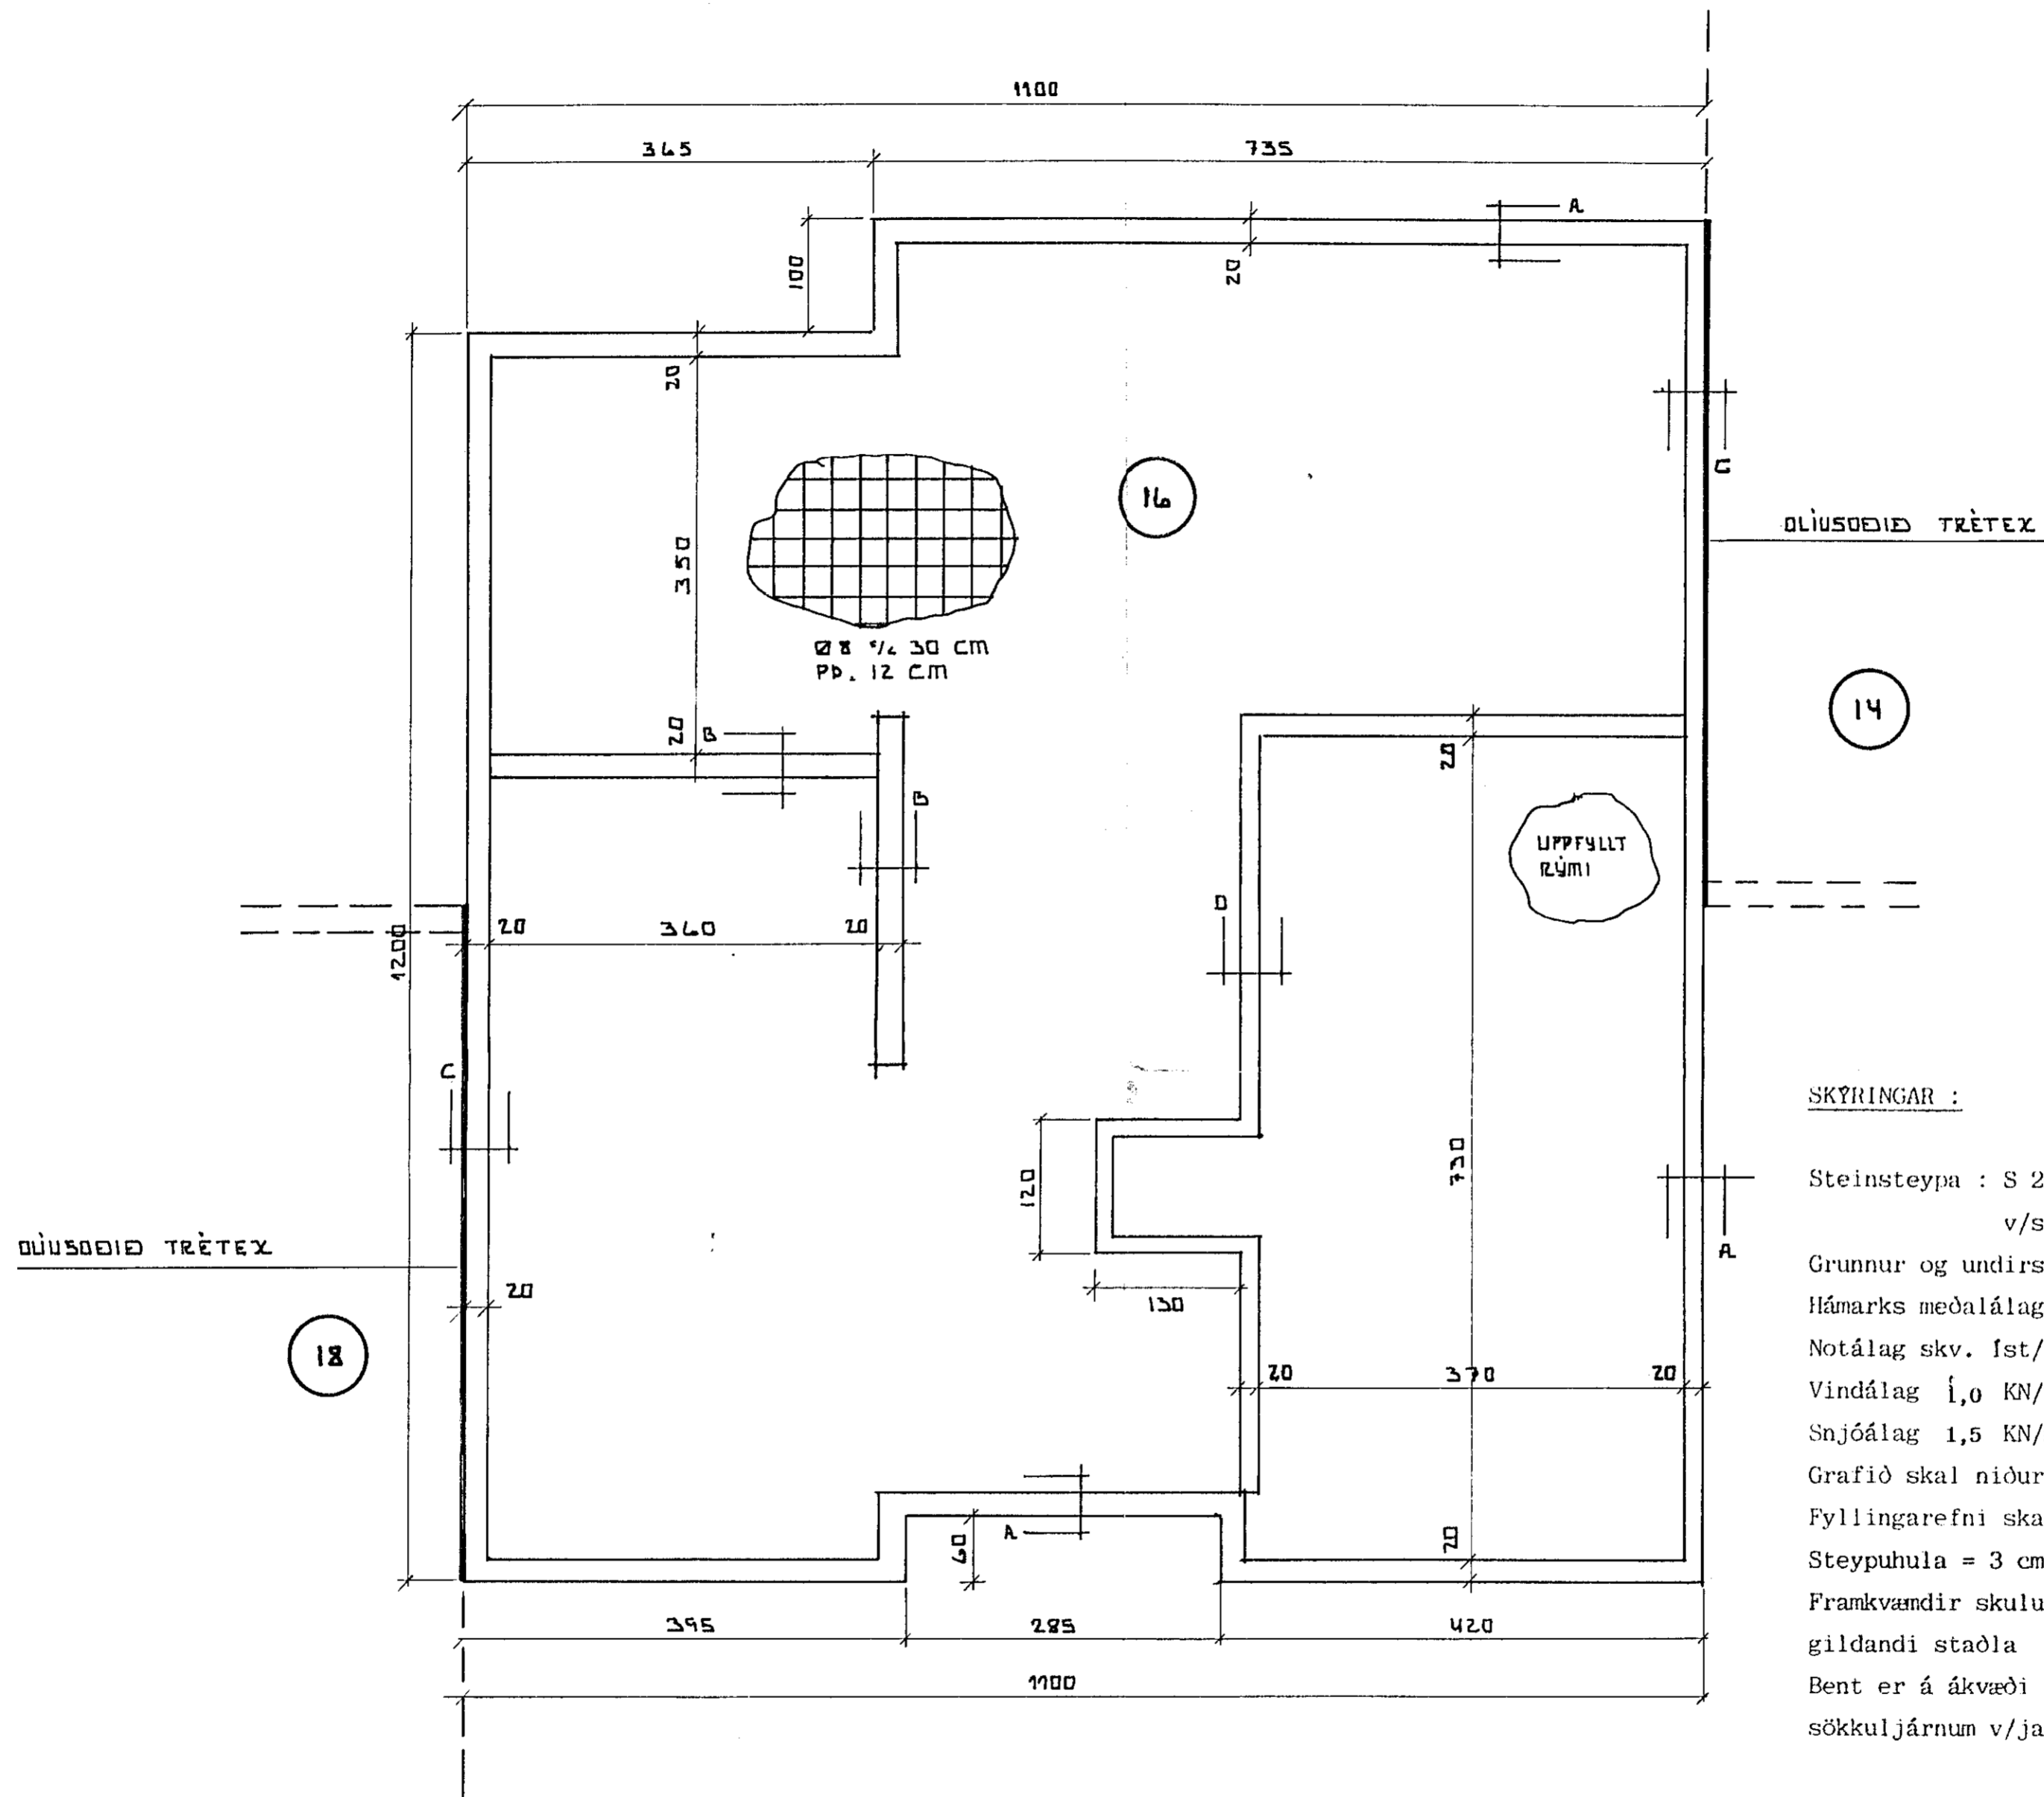 1100
365
735
A
100
20
20
C
16
OLÍUSOÐIÐ TRÉTEX
350
Ø 8 c/c 30 CM
Pb. 12 CM
14
20
B
20
B
UPPFYLLT
RÝMI
D
20
360
20
1200
C
SKÝRINGAR :
120
730
Steinsteypa : S 2
v/s
A
OLÍUSOÐIÐ TRÉTEX
Grunnur og undirs
20
130
Hámarks meðalálag
18
Notálag skv. Íst/
20
370
20
Vindálag 1,0 KN/
Snjóálag 1,5 KN/
Grafið skal niður
Fyllingarefni ska
A
60
20
Steypuhula = 3 cm
Framkvæmdir skulu
395
285
420
gildandi staðla
1100
Bent er á ákvæði
sökkuljárnum v/ja